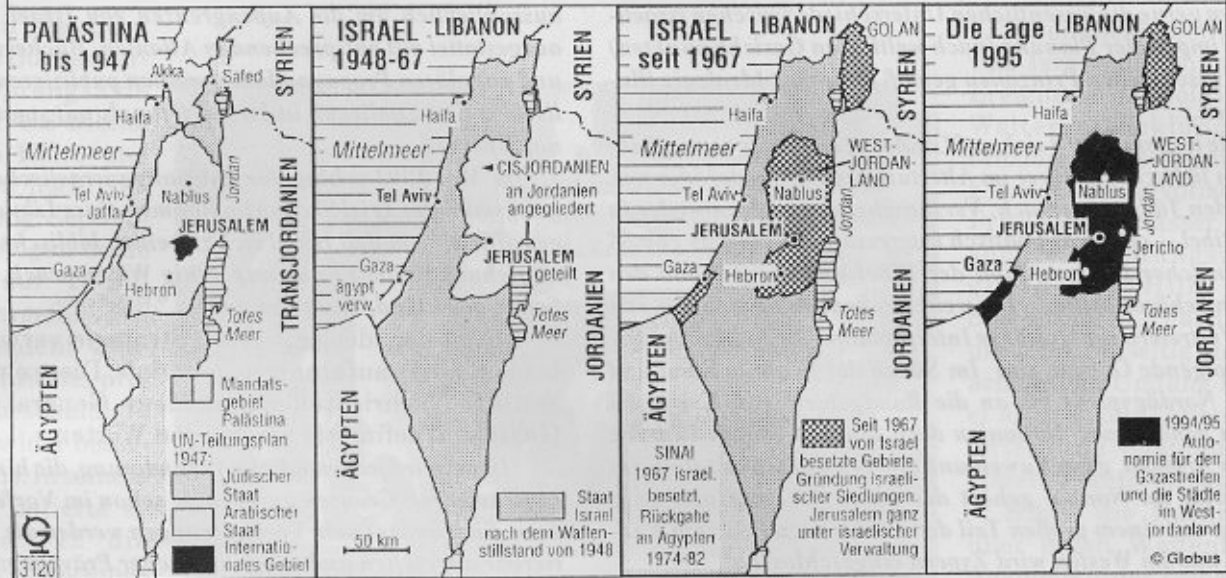 PALÄSTINA
bis 1947
Akka
Safed
SYRIEN
Haifa
Mittelmeer
Nablus
Jordan
Tel Aviv
Jaffa
JERUSALEM
TRANSJORDANIEN
Gaza
Hebron
Totes
Meer
ÄGYPTEN
Mandats-
gebiet
Palästina
UN-Teilungsplan
1947:
Jüdischer
Staat
Arabischer
Staat
Internatio-
nales Gebiet
3120
ISRAEL
1948-67
LIBANON
SYRIEN
Haifa
Mittelmeer
CISJORDANIEN
an Jordanien
angegliedert
Tel Aviv
JERUSALEM
geteilt
Gaza
ägypt.
verw.
Totes
Meer
JORDANIEN
ÄGYPTEN
Staat
Israel
nach dem Waffen-
stillstand von 1948
50 km
ISRAEL
seit 1967
LIBANON
GOLAN
SYRIEN
Haifa
Mittelmeer
WEST-
JORDAN-
LAND
Nablus
Tel Aviv
Jordan
JERUSALEM
Gaza
Hebron
Totes
Meer
JORDANIEN
ÄGYPTEN
SINAI
1967 israel.
besetzt,
Rückgabe
an Ägypten
1974-82
Seit 1967
von Israel
besetzte Gebiete.
Gründung israeli-
scher Siedlungen.
Jerusalem ganz
unter israelischer
Verwaltung
Die Lage
1995
LIBANON
GOLAN
SYRIEN
Haifa
Mittelmeer
WEST-
JORDAN-
LAND
Nablus
Tel Aviv
Jordan
JERUSALEM
Jericho
Gaza
Hebron
Totes
Meer
JORDANIEN
ÄGYPTEN
1994/95
Auto-
nomie für den
Gazastreifen
und die Städte
im West-
jordanland
© Globus